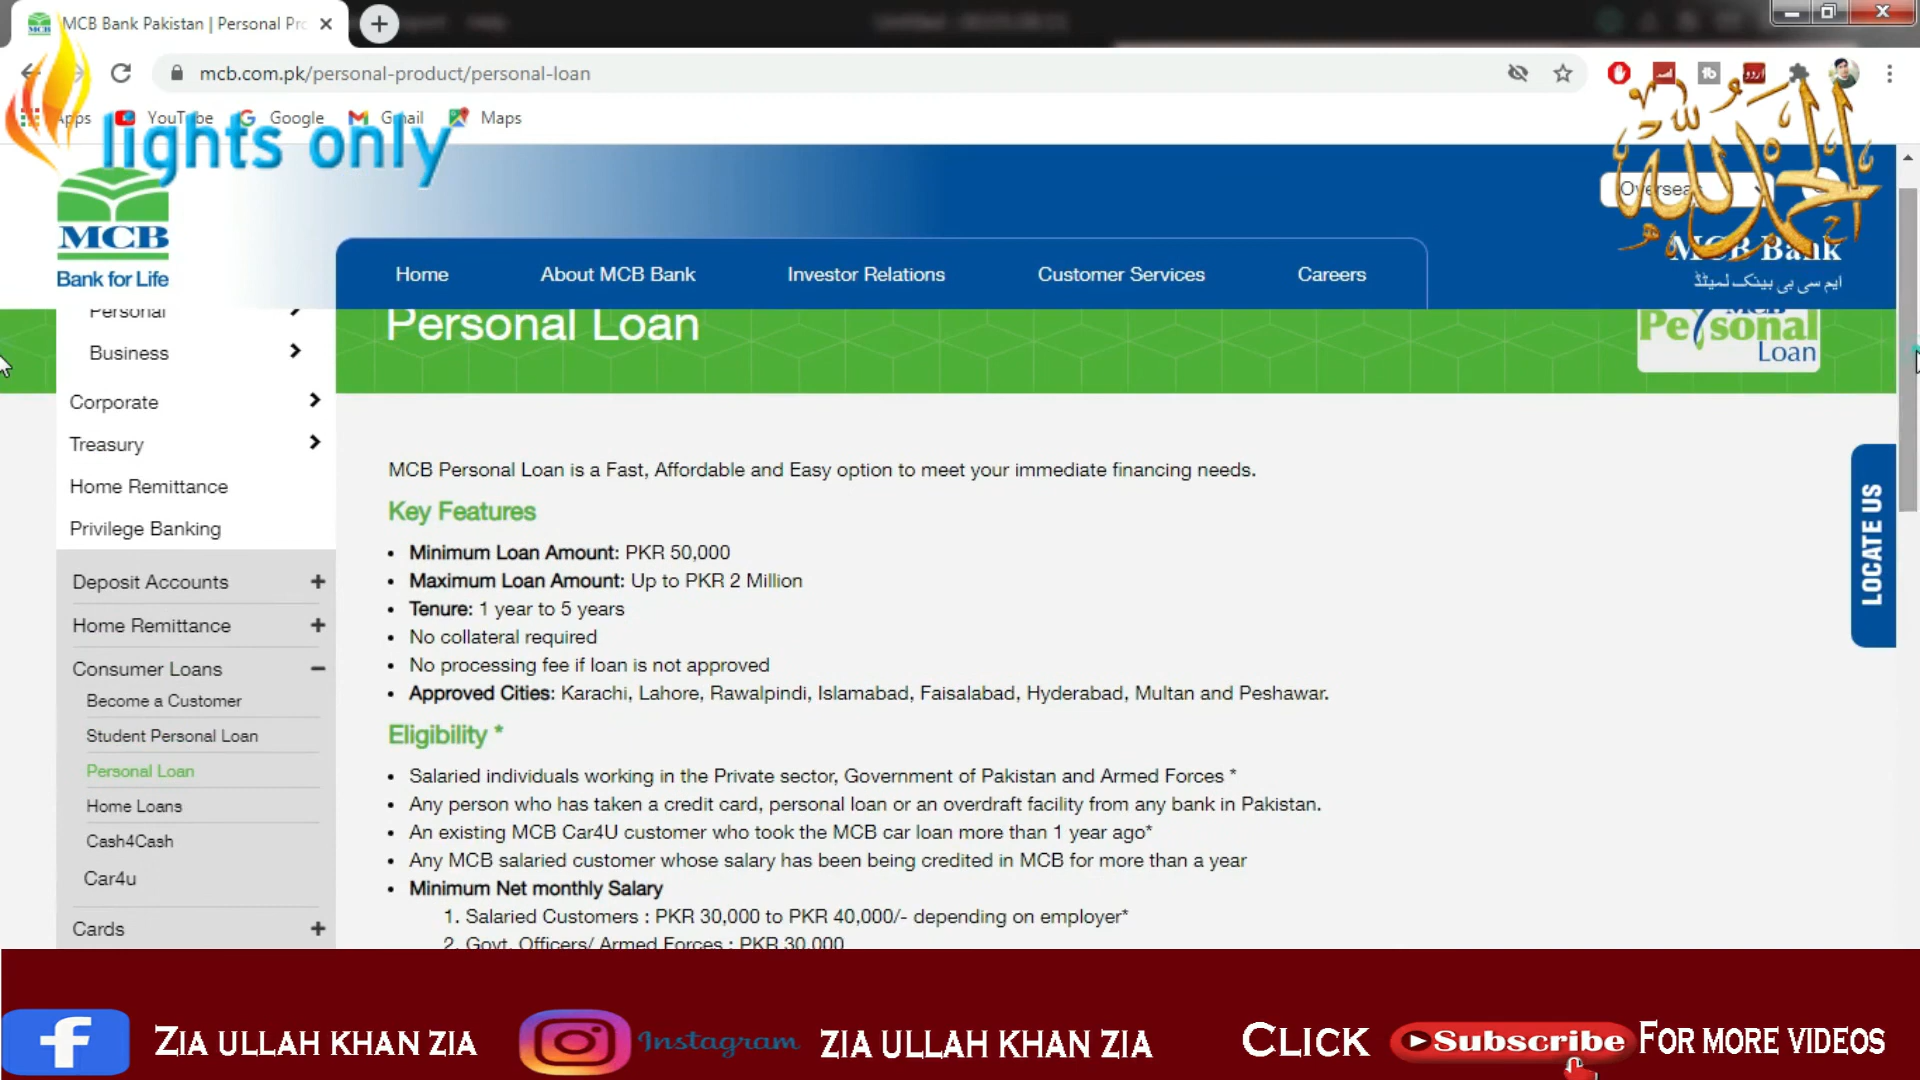 MCB Bank Pakistan | Personal Pro
mcb.com.pk/personal-product/personal-loan
Apps
YouTube
Google
Gmail
Maps
lights only
الحمد لله
Overseas
MCB
Bank for Life
Home
About MCB Bank
Investor Relations
Customer Services
Careers
MCB Bank
ایم سی بی بینک لمیٹڈ
Personal
Business
Corporate
Treasury
Home Remittance
Privilege Banking
Deposit Accounts
Home Remittance
Consumer Loans
Become a Customer
Student Personal Loan
Personal Loan
Home Loans
Cash4Cash
Car4u
Cards
Personal Loan
MCB
Personal
Loan
MCB Personal Loan is a Fast, Affordable and Easy option to meet your immediate financing needs.
Key Features
• Minimum Loan Amount: PKR 50,000
• Maximum Loan Amount: Up to PKR 2 Million
• Tenure: 1 year to 5 years
• No collateral required
• No processing fee if loan is not approved
• Approved Cities: Karachi, Lahore, Rawalpindi, Islamabad, Faisalabad, Hyderabad, Multan and Peshawar.
Eligibility *
• Salaried individuals working in the Private sector, Government of Pakistan and Armed Forces *
• Any person who has taken a credit card, personal loan or an overdraft facility from any bank in Pakistan.
• An existing MCB Car4U customer who took the MCB car loan more than 1 year ago*
• Any MCB salaried customer whose salary has been being credited in MCB for more than a year
• Minimum Net monthly Salary
1. Salaried Customers : PKR 30,000 to PKR 40,000/- depending on employer*
2. Govt. Officers/ Armed Forces : PKR 30,000
LOCATE US
ZIA ULLAH KHAN ZIA
Instagram
ZIA ULLAH KHAN ZIA
CLICK
Subscribe
FOR MORE VIDEOS